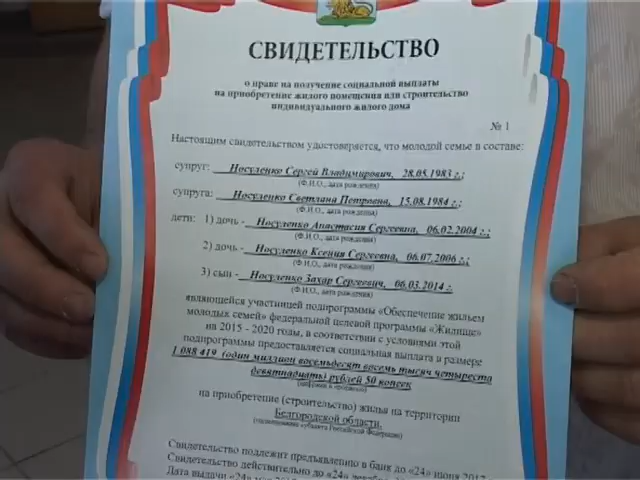 СВИДЕТЕЛЬСТВО
о праве на получение социальной выплаты
на приобретение жилого помещения или строительство
индивидуального жилого дома
№ 1
Настоящим свидетельством удостоверяется, что молодой семье в составе:
супруг: Носуленко Сергей Владимирович, 28.05.1983 г.;
(Ф.И.О., дата рождения)
супруга: Носуленко Светлана Петровна, 15.08.1984 г.;
(Ф.И.О., дата рождения)
дети: 1) дочь - Носуленко Анастасия Сергеевна, 06.02.2004 г.;
(Ф.И.О., дата рождения)
2) дочь - Носуленко Ксения Сергеевна, 06.07.2006 г.;
(Ф.И.О., дата рождения)
3) сын - Носуленко Захар Сергеевич, 06.03.2014 г.
(Ф.И.О., дата рождения)
являющейся участницей подпрограммы «Обеспечение жильем
молодых семей» федеральной целевой программы «Жилище»
на 2015 - 2020 годы, в соответствии с условиями этой
подпрограммы предоставляется социальная выплата в размере
1 088 419 (один миллион восемьдесят восемь тысяч четыреста
девятнадцать) рублей 50 копеек
(цифрами и прописью)
на приобретение (строительство) жилья на территории
Белгородской области.
(наименование субъекта Российской Федерации)
Свидетельство подлежит предъявлению в банк до «24» июня
Свидетельство действительно до «24»
Дата выдачи «24»